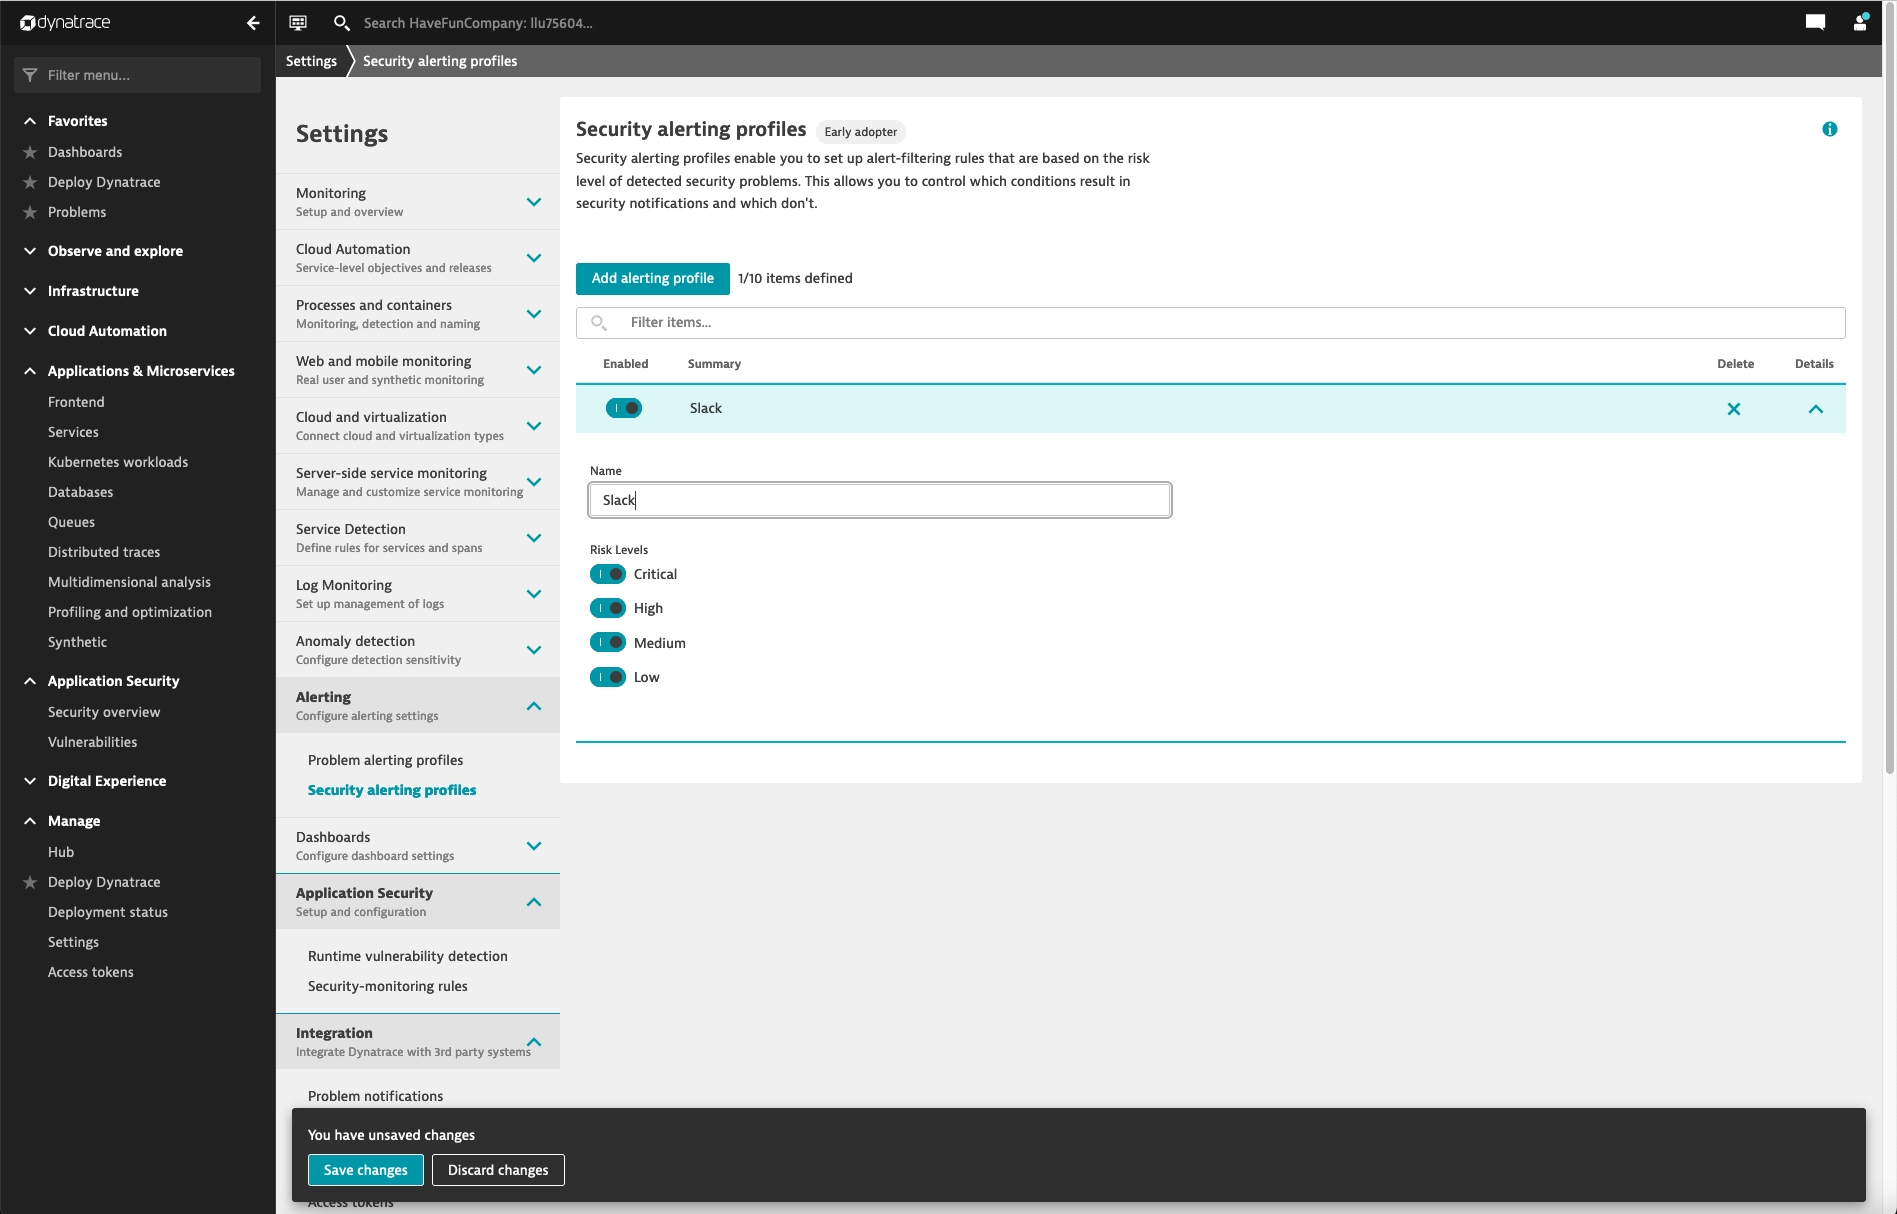 dynatrace
Search HaveFunCompany: llu75604...
Filter menu...
Settings
Security alerting profiles
Favorites
Dashboards
Deploy Dynatrace
Problems
Observe and explore
Infrastructure
Cloud Automation
Applications & Microservices
Frontend
Services
Kubernetes workloads
Databases
Queues
Distributed traces
Multidimensional analysis
Profiling and optimization
Synthetic
Application Security
Security overview
Vulnerabilities
Digital Experience
Manage
Hub
Deploy Dynatrace
Deployment status
Settings
Access tokens
Settings
Monitoring
Setup and overview
Cloud Automation
Service-level objectives and releases
Processes and containers
Monitoring, detection and naming
Web and mobile monitoring
Real user and synthetic monitoring
Cloud and virtualization
Connect cloud and virtualization types
Server-side service monitoring
Manage and customize service monitoring
Service Detection
Define rules for services and spans
Log Monitoring
Set up management of logs
Anomaly detection
Configure detection sensitivity
Alerting
Configure alerting settings
Problem alerting profiles
Security alerting profiles
Dashboards
Configure dashboard settings
Application Security
Setup and configuration
Runtime vulnerability detection
Security-monitoring rules
Integration
Integrate Dynatrace with 3rd party systems
Problem notifications
Security alerting profiles Early adopter
Security alerting profiles enable you to set up alert-filtering rules that are based on the risk
level of detected security problems. This allows you to control which conditions result in
security notifications and which don't.
Add alerting profile 1/10 items defined
Filter items...
Enabled Summary Delete Details
Slack
Name
Slack
Risk Levels
Critical
High
Medium
Low
You have unsaved changes
Save changes Discard changes
Access tokens